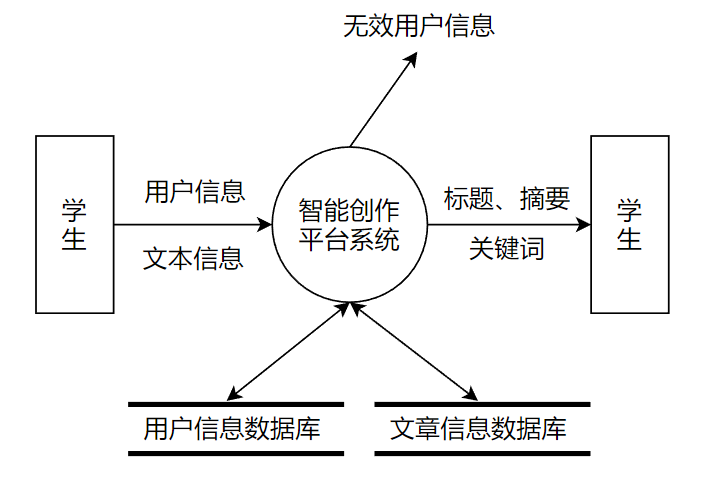 无效用户信息
学生
用户信息
文本信息
智能创作
平台系统
标题、摘要
关键词
学生
用户信息数据库
文章信息数据库